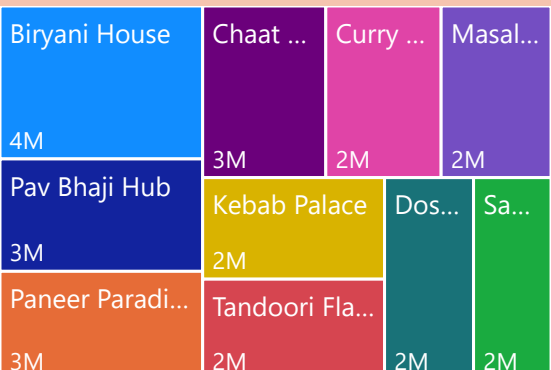 Biryani House
4M
Pav Bhaji Hub
3M
Paneer Paradi...
3M
Chaat ...
3M
Curry ...
2M
Masal...
2M
Kebab Palace
2M
Tandoori Fla...
2M
Dos...
2M
Sa...
2M